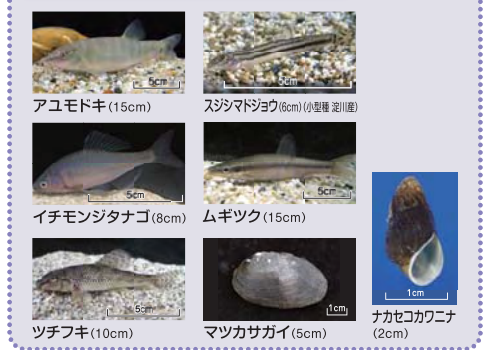 5cm
5cm
アユモドキ(15cm)
スジシマドジョウ(6cm)(小型種 淀川産)
5cm
5cm
イチモンジタナゴ(8cm)
ムギツク(15cm)
5cm
1cm
1cm
ツチフキ(10cm)
マツカサガイ(5cm)
ナカセコカワニナ
(2cm)